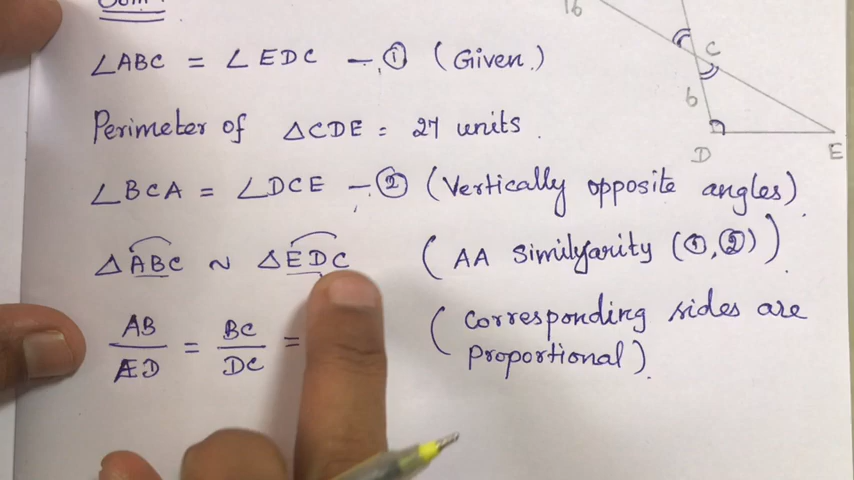 16
∠ABC = ∠EDC — ① (Given.)
C
6
Perimeter of △CDE = 27 units.
D
E
∠BCA = ∠DCE — ② (Vertically opposite angles).
△ABC ~ △EDC (AA Similyarity (①,②)).
AB/ED = BC/DC = (Corresponding sides are
proportional).